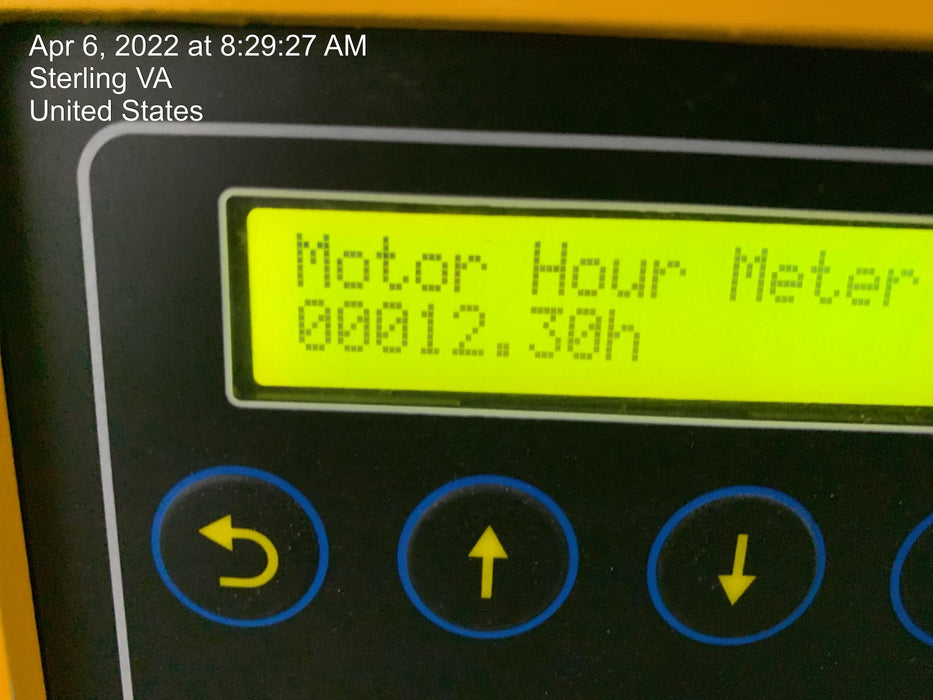 Apr 6, 2022 at 8:29:27 AM
Sterling VA
United States
Motor Hour Meter
00012.30h